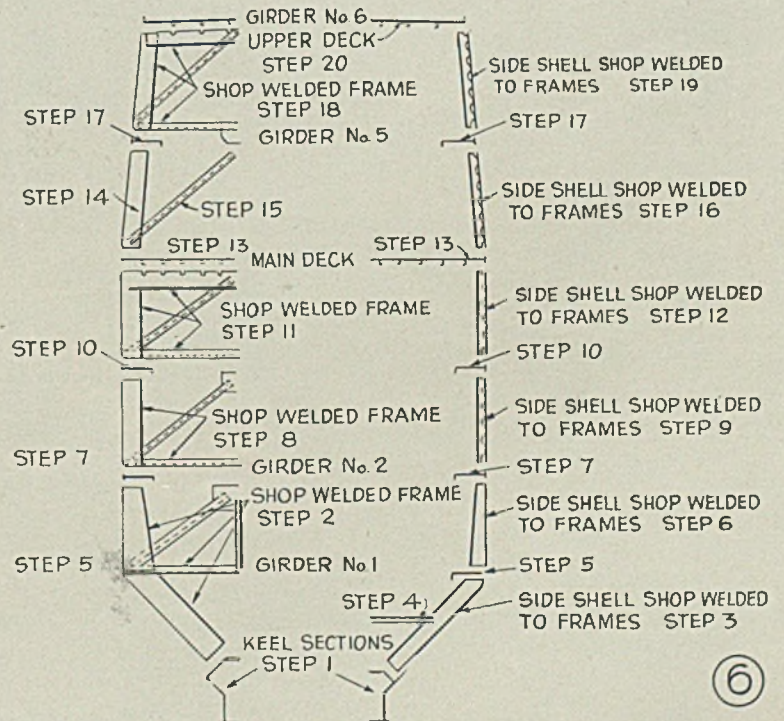 GIRDER No. 6
UPPER DECK
STEP 20
SHOP WELDED FRAME
STEP 18
SIDE SHELL SHOP WELDED
TO FRAMES STEP 19
STEP 17
STEP 17
GIRDER No. 5
STEP 14
STEP 15
SIDE SHELL SHOP WELDED
TO FRAMES STEP 16
STEP 13
STEP 13
MAIN DECK
SHOP WELDED FRAME
STEP 11
SIDE SHELL SHOP WELDED
TO FRAMES STEP 12
STEP 10
STEP 10
SHOP WELDED FRAME
STEP 8
SIDE SHELL SHOP WELDED
TO FRAMES STEP 9
STEP 7
GIRDER No. 2
STEP 7
SHOP WELDED FRAME
STEP 2
SIDE SHELL SHOP WELDED
TO FRAMES STEP 6
STEP 5
GIRDER No. 1
STEP 5
STEP 4
SIDE SHELL SHOP WELDED
TO FRAMES STEP 3
KEEL SECTIONS
STEP 1
6